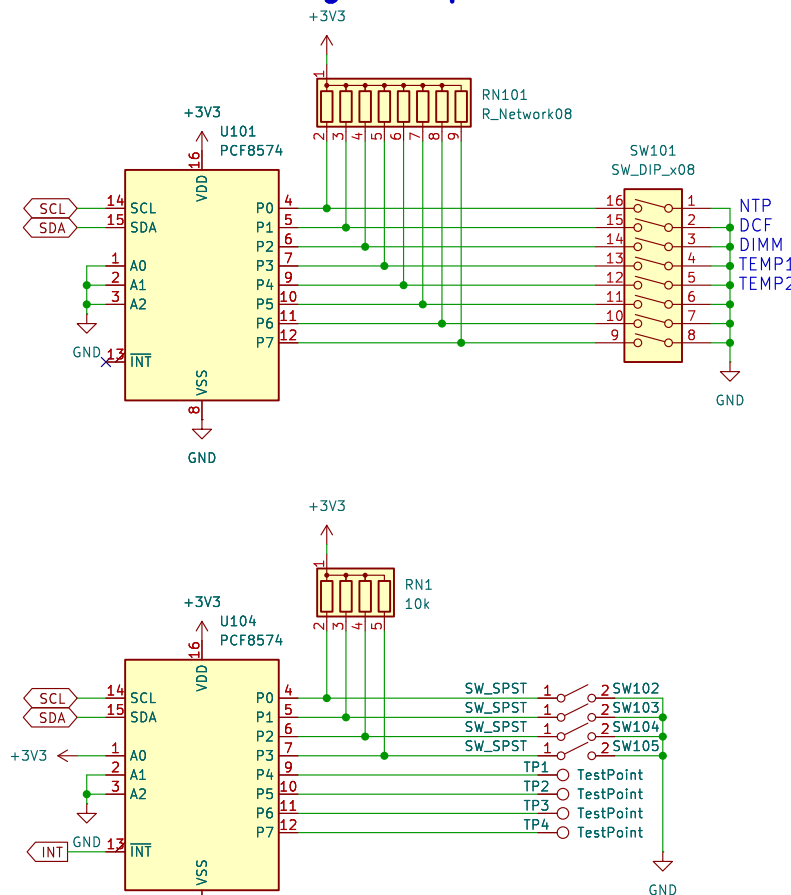 +3V3
1
RN101
R_Network08
2 3 4 5 6 7 8 9
+3V3
U101
PCF8574
16
VDD
SW101
SW_DIP_x08
SCL 14 SCL P0 4 16 1 NTP
SDA 15 SDA P1 5 15 2 DCF
P2 6 14 3 DIMM
1 A0 P3 7 13 4 TEMP1
2 A1 P4 9 12 5 TEMP2
3 A2 P5 10 11 6
P6 11 10 7
P7 12 9 8
GND 13 INT
VSS
8
GND
GND
+3V3
1
RN1
10k
2 3 4 5
+3V3
U104
PCF8574
16
VDD
SCL 14 SCL P0 4 SW_SPST 1 2 SW102
SDA 15 SDA P1 5 SW_SPST 1 2 SW103
P2 6 SW_SPST 1 2 SW104
+3V3 1 A0 P3 7 SW_SPST 1 2 SW105
2 A1 P4 9 TP1 TestPoint
3 A2 P5 10 TP2 TestPoint
P6 11 TP3 TestPoint
P7 12 TP4 TestPoint
GND
INT 13 INT
VSS
GND